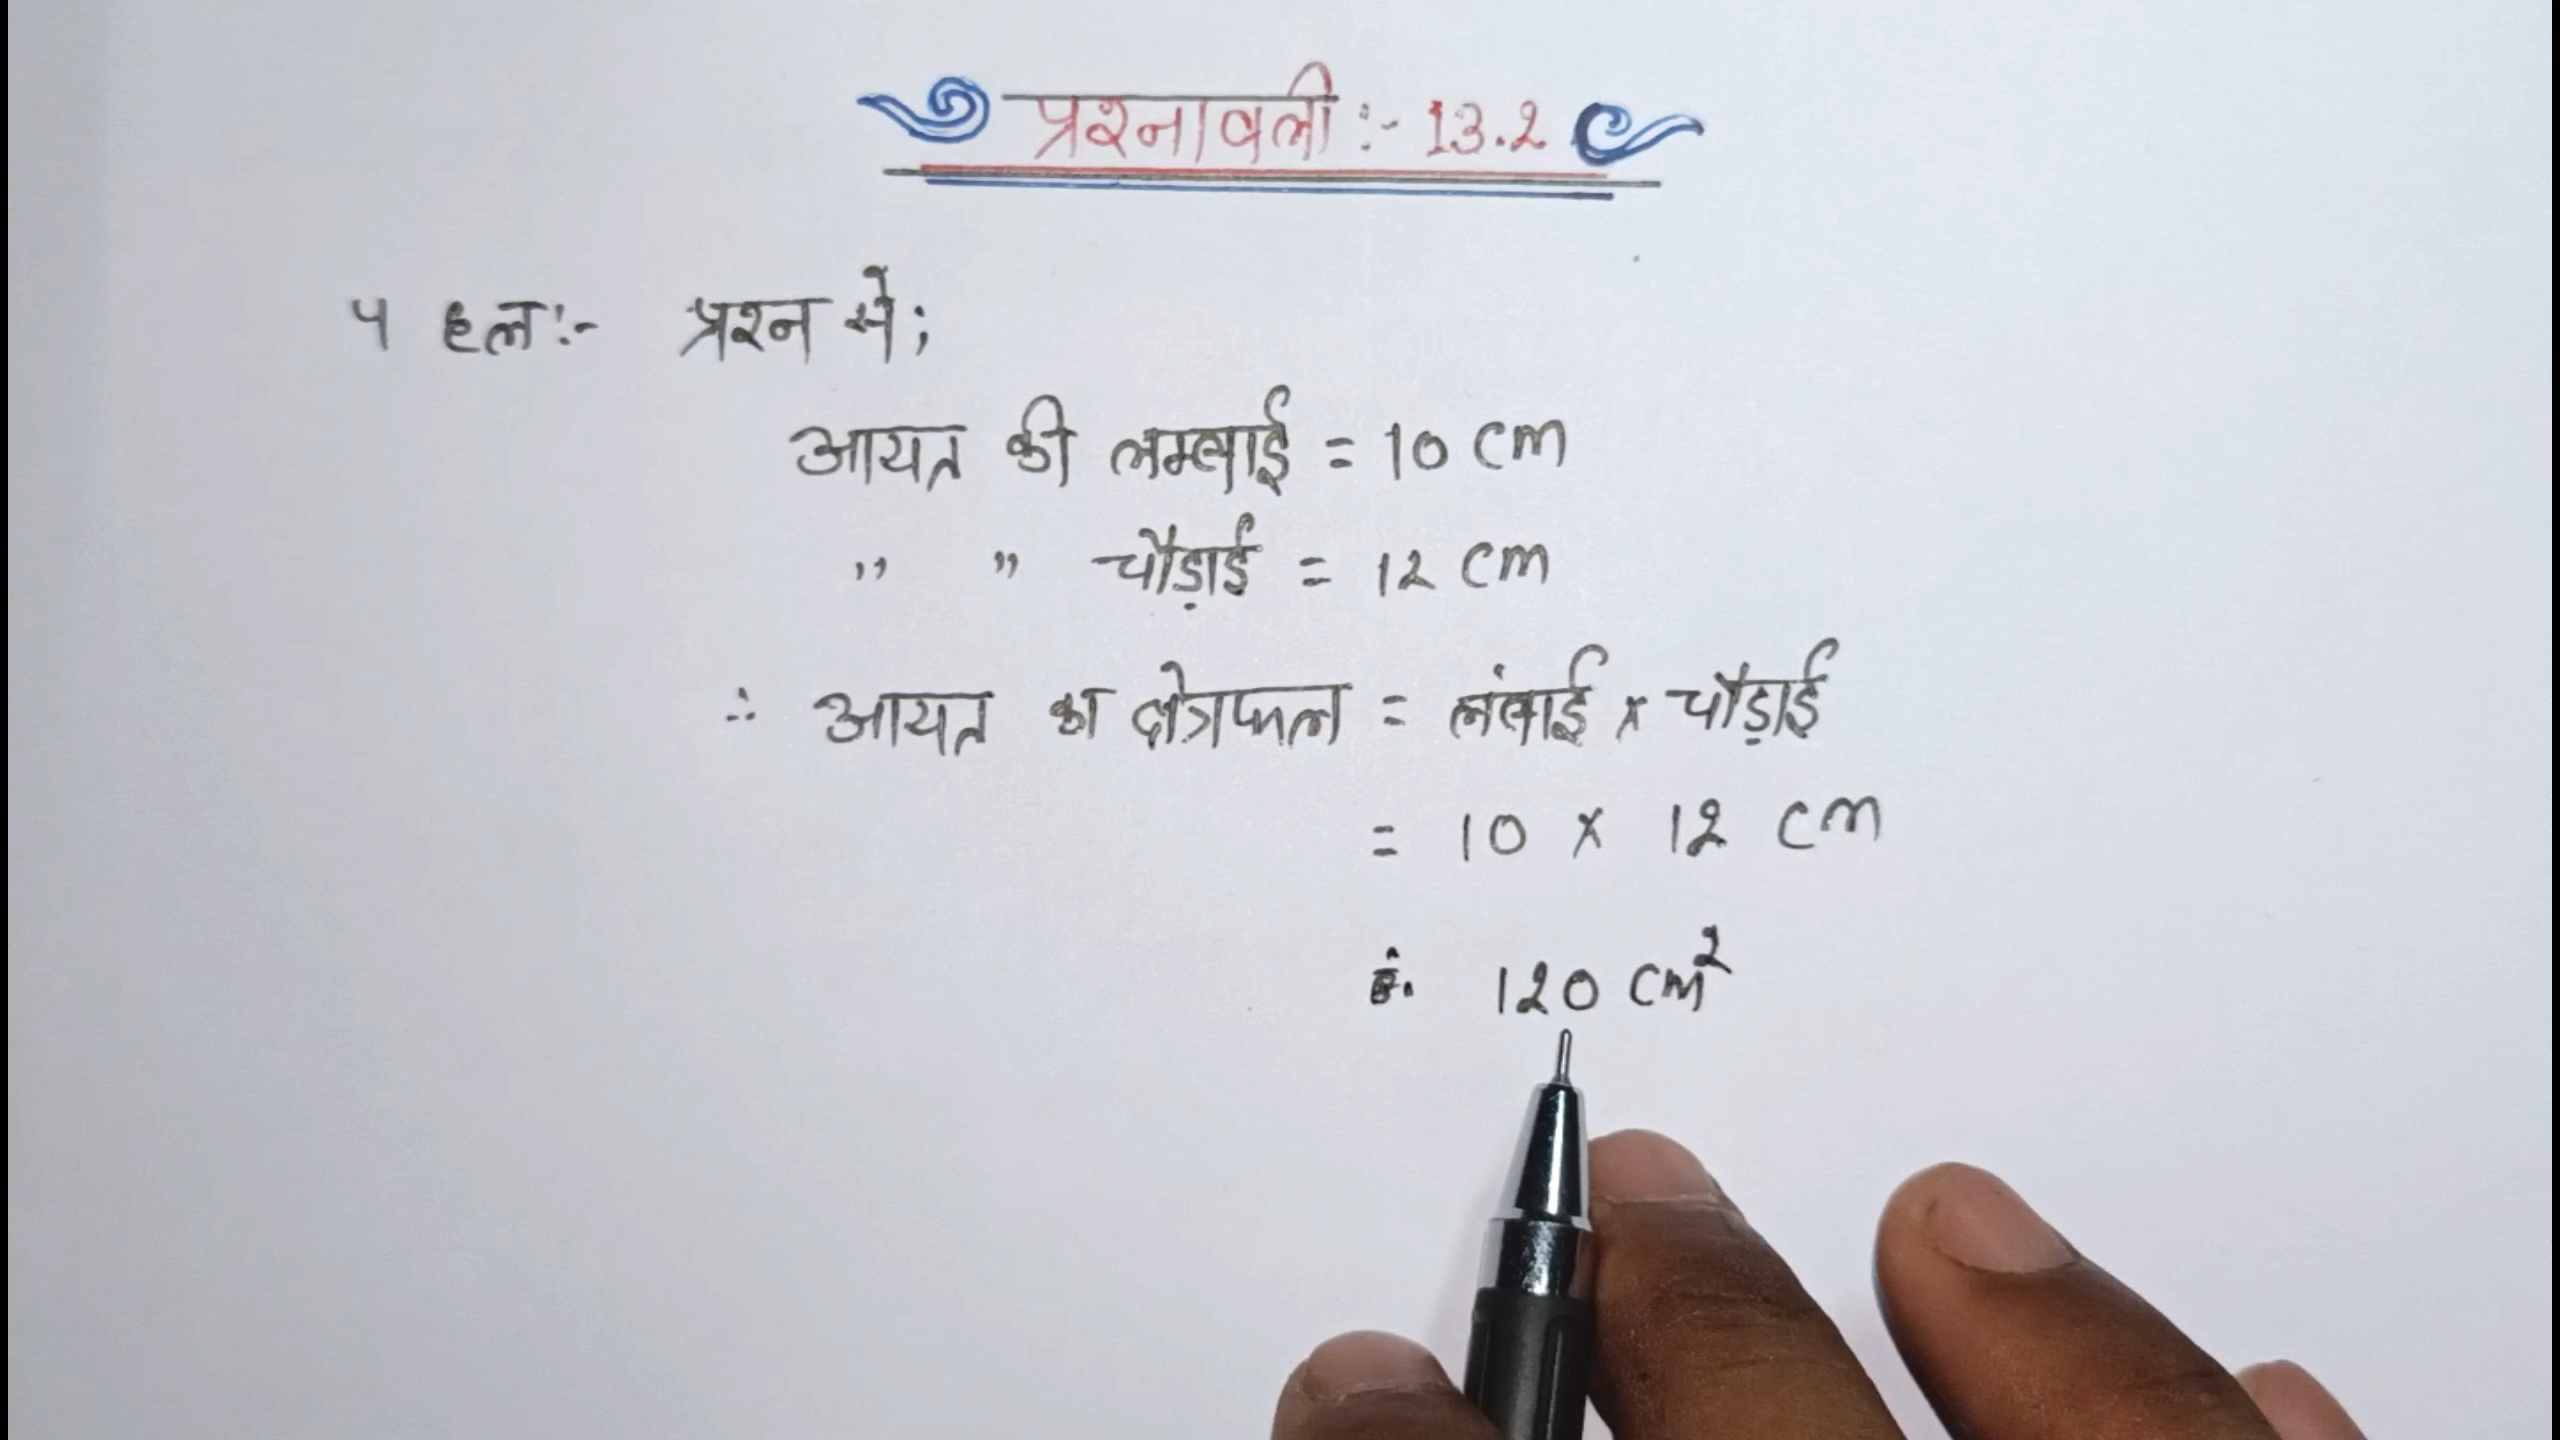 प्रश्नावली :- 13.2
4 हल :- प्रश्न से ;
आयत की लम्बाई = 10 cm
" " चौड़ाई = 12 cm
∴ आयत का क्षेत्रफल = लंबाई × चौड़ाई
= 10 × 12 cm
120 cm²